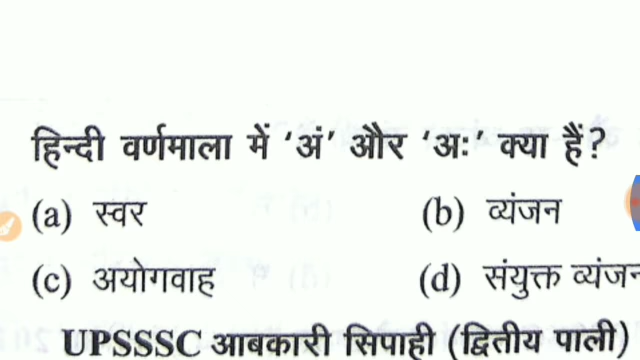 हिन्दी वर्णमाला में 'अं' और 'अः' क्या हैं?
(a) स्वर (b) व्यंजन
(c) अयोगवाह (d) संयुक्त व्यंजन
UPSSSC आबकारी सिपाही (द्वितीय पाली)